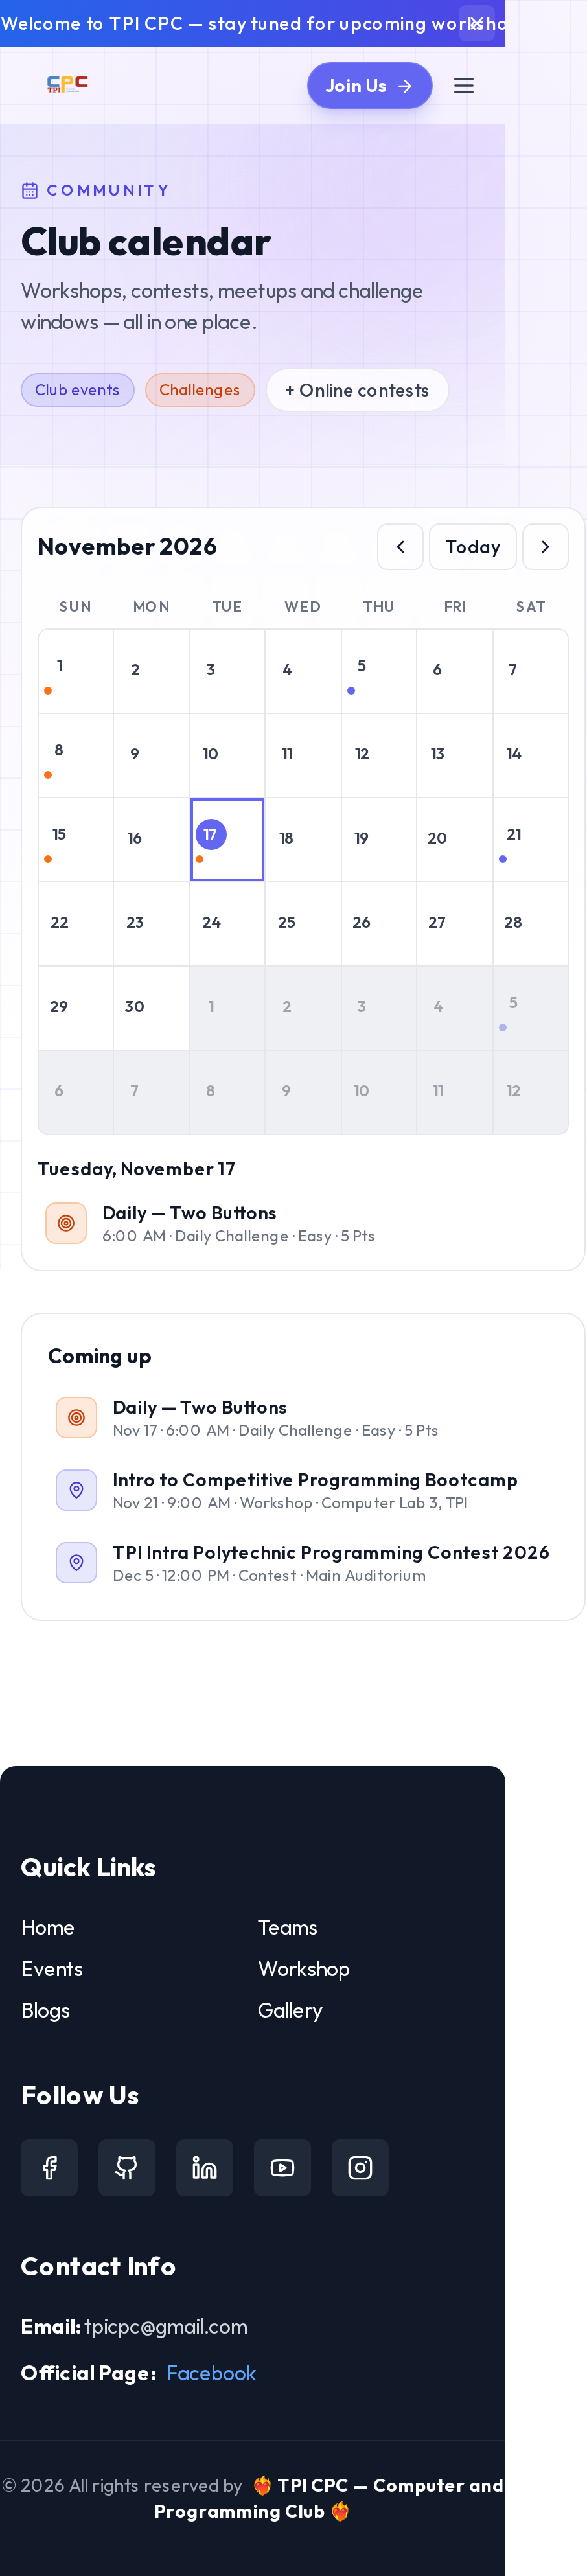 Welcome to TPI CPC — stay tuned for upcoming worksho
CPC
TPI
Join Us
COMMUNITY
Club calendar
Workshops, contests, meetups and challenge
windows — all in one place.
Club events
Challenges
+ Online contests
November 2026
Today
SUN MON TUE WED THU FRI SAT
1 2 3 4 5 6 7
8 9 10 11 12 13 14
15 16 17 18 19 20 21
22 23 24 25 26 27 28
29 30 1 2 3 4 5
6 7 8 9 10 11 12
Tuesday, November 17
Daily — Two Buttons
6:00 AM · Daily Challenge · Easy · 5 Pts
Coming up
Daily — Two Buttons
Nov 17 · 6:00 AM · Daily Challenge · Easy · 5 Pts
Intro to Competitive Programming Bootcamp
Nov 21 · 9:00 AM · Workshop · Computer Lab 3, TPI
TPI Intra Polytechnic Programming Contest 2026
Dec 5 · 12:00 PM · Contest · Main Auditorium
Quick Links
Home
Teams
Events
Workshop
Blogs
Gallery
Follow Us
Contact Info
Email: tpicpc@gmail.com
Official Page: Facebook
© 2026 All rights reserved by ❤️‍🔥 TPI CPC — Computer and
Programming Club ❤️‍🔥